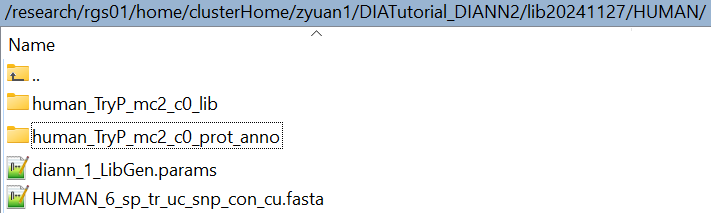 /research/rgs01/home/clusterHome/zyuan1/DIATutorial_DIANN2/lib20241127/HUMAN/
Name
..
human_TryP_mc2_c0_lib
human_TryP_mc2_c0_prot_anno
diann_1_LibGen.params
HUMAN_6_sp_tr_uc_snp_con_cu.fasta